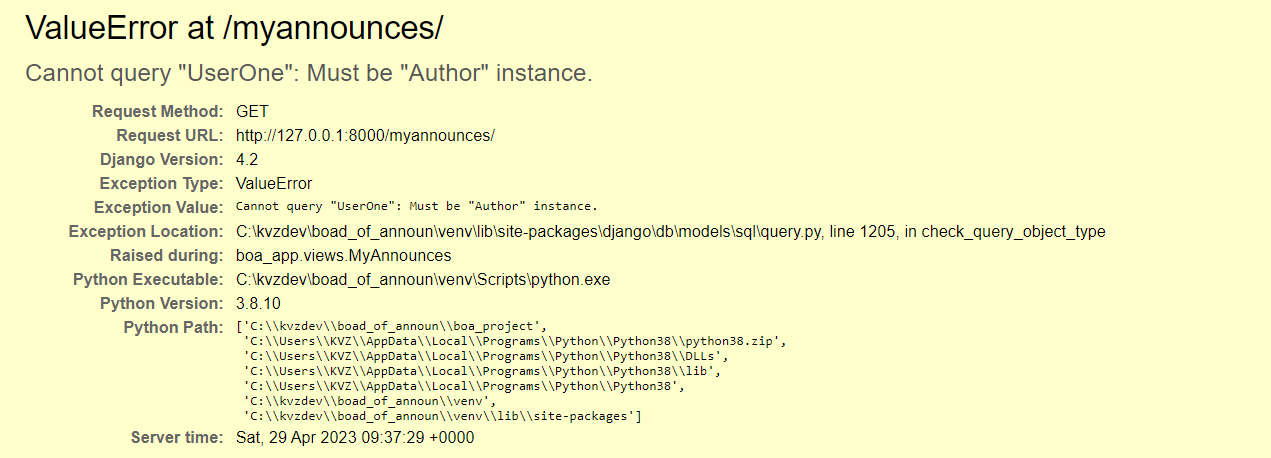 ValueError at /myannounces/
Cannot query "UserOne": Must be "Author" instance.
Request Method: GET
Request URL: http://127.0.0.1:8000/myannounces/
Django Version: 4.2
Exception Type: ValueError
Exception Value: Cannot query "UserOne": Must be "Author" instance.
Exception Location: C:\kvzdev\boad_of_announ\venv\lib\site-packages\django\db\models\sql\query.py, line 1205, in check_query_object_type
Raised during: boa_app.views.MyAnnounces
Python Executable: C:\kvzdev\boad_of_announ\venv\Scripts\python.exe
Python Version: 3.8.10
Python Path: ['C:\\kvzdev\\boad_of_announ\\boa_project',
'C:\\Users\\KVZ\\AppData\\Local\\Programs\\Python\\Python38\\python38.zip',
'C:\\Users\\KVZ\\AppData\\Local\\Programs\\Python\\Python38\\DLLs',
'C:\\Users\\KVZ\\AppData\\Local\\Programs\\Python\\Python38\\lib',
'C:\\Users\\KVZ\\AppData\\Local\\Programs\\Python\\Python38',
'C:\\kvzdev\\boad_of_announ\\venv',
'C:\\kvzdev\\boad_of_announ\\venv\\lib\\site-packages']
Server time: Sat, 29 Apr 2023 09:37:29 +0000